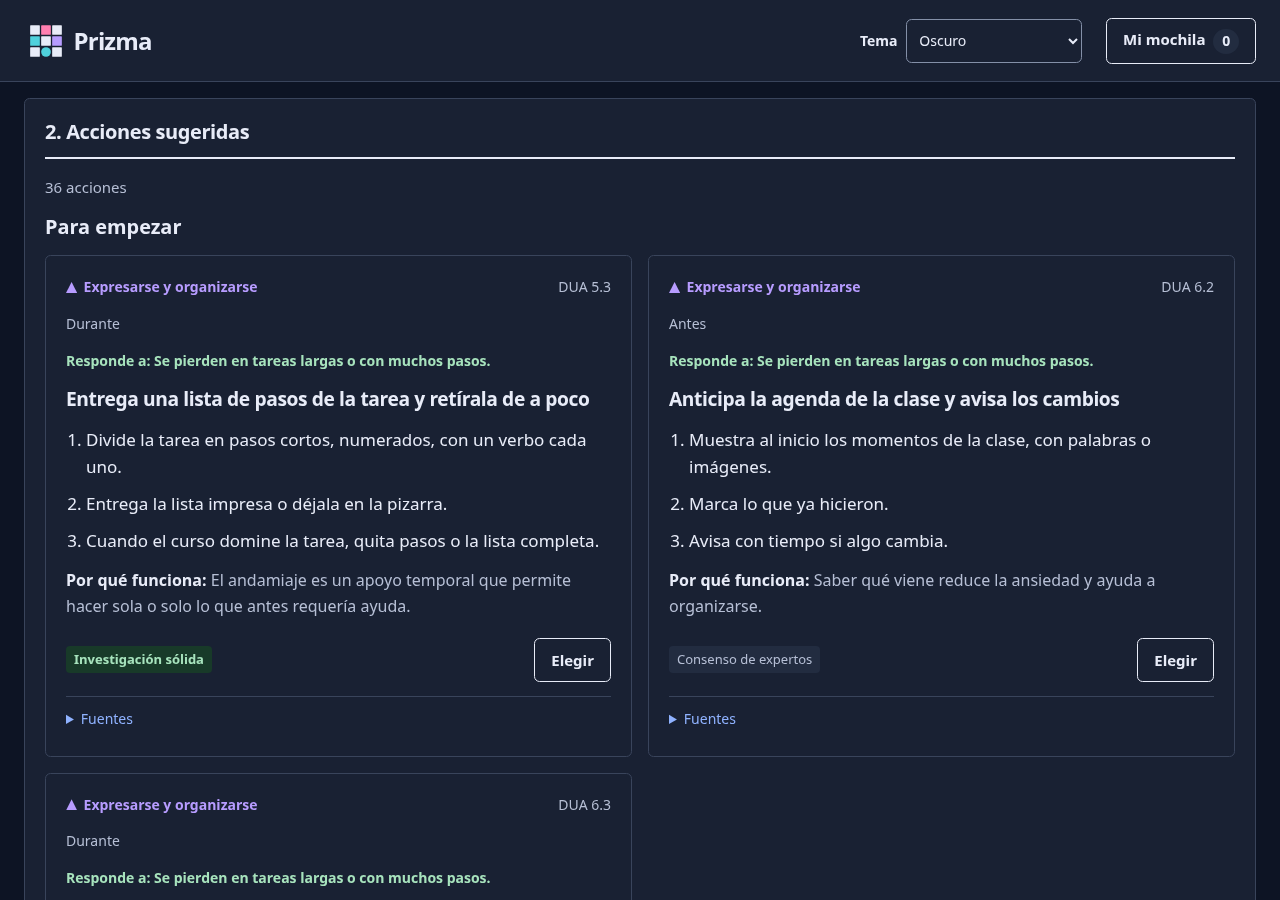 Prizma
Tema
Oscuro
Mi mochila 0
2. Acciones sugeridas
36 acciones
Para empezar
Expresarse y organizarse
DUA 5.3
Durante
Responde a: Se pierden en tareas largas o con muchos pasos.
Entrega una lista de pasos de la tarea y retírala de a poco
1. Divide la tarea en pasos cortos, numerados, con un verbo cada
uno.
2. Entrega la lista impresa o déjala en la pizarra.
3. Cuando el curso domine la tarea, quita pasos o la lista completa.
Por qué funciona: El andamiaje es un apoyo temporal que permite
hacer sola o solo lo que antes requería ayuda.
Investigación sólida
Elegir
Fuentes
Expresarse y organizarse
DUA 6.2
Antes
Responde a: Se pierden en tareas largas o con muchos pasos.
Anticipa la agenda de la clase y avisa los cambios
1. Muestra al inicio los momentos de la clase, con palabras o
imágenes.
2. Marca lo que ya hicieron.
3. Avisa con tiempo si algo cambia.
Por qué funciona: Saber qué viene reduce la ansiedad y ayuda a
organizarse.
Consenso de expertos
Elegir
Fuentes
Expresarse y organizarse
DUA 6.3
Durante
Responde a: Se pierden en tareas largas o con muchos pasos.